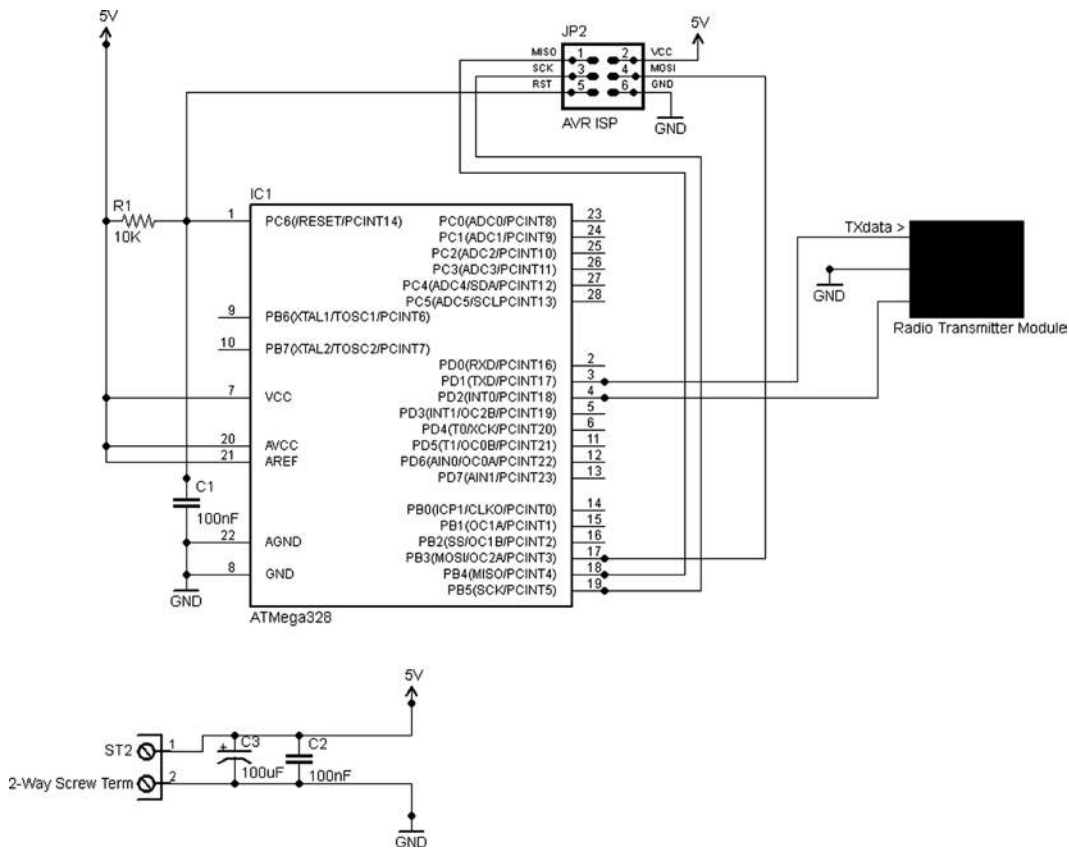 5V
JP2
5V
MISO 1 2 VCC
SCK 3 4 MOSI
RST 5 6 GND
AVR ISP
GND
IC1
R1
10K
1 PC6(/RESET/PCINT14)
9 PB6(XTAL1/TOSC1/PCINT6)
10 PB7(XTAL2/TOSC2/PCINT7)
7 VCC
20 AVCC
21 AREF
C1
100nF
22 AGND
8 GND
GND
PC0(ADC0/PCINT8) 23
PC1(ADC1/PCINT9) 24
PC2(ADC2/PCINT10) 25
PC3(ADC3/PCINT11) 26
PC4(ADC4/SDA/PCINT12) 27
PC5(ADC5/SCLPCINT13) 28
PD0(RXD/PCINT16) 2
PD1(TXD/PCINT17) 3
PD2(INT0/PCINT18) 4
PD3(INT1/OC2B/PCINT19) 5
PD4(T0/XCK/PCINT20) 6
PD5(T1/OC0B/PCINT21) 11
PD6(AIN0/OC0A/PCINT22) 12
PD7(AIN1/PCINT23) 13
PB0(ICP1/CLKO/PCINT0) 14
PB1(OC1A/PCINT1) 15
PB2(SS/OC1B/PCINT2) 16
PB3(MOSI/OC2A/PCINT3) 17
PB4(MISO/PCINT4) 18
PB5(SCK/PCINT5) 19
ATMega328
TXdata >
GND
Radio Transmitter Module
5V
ST2 1
2-Way Screw Term 2
+ C3
100uF
C2
100nF
GND